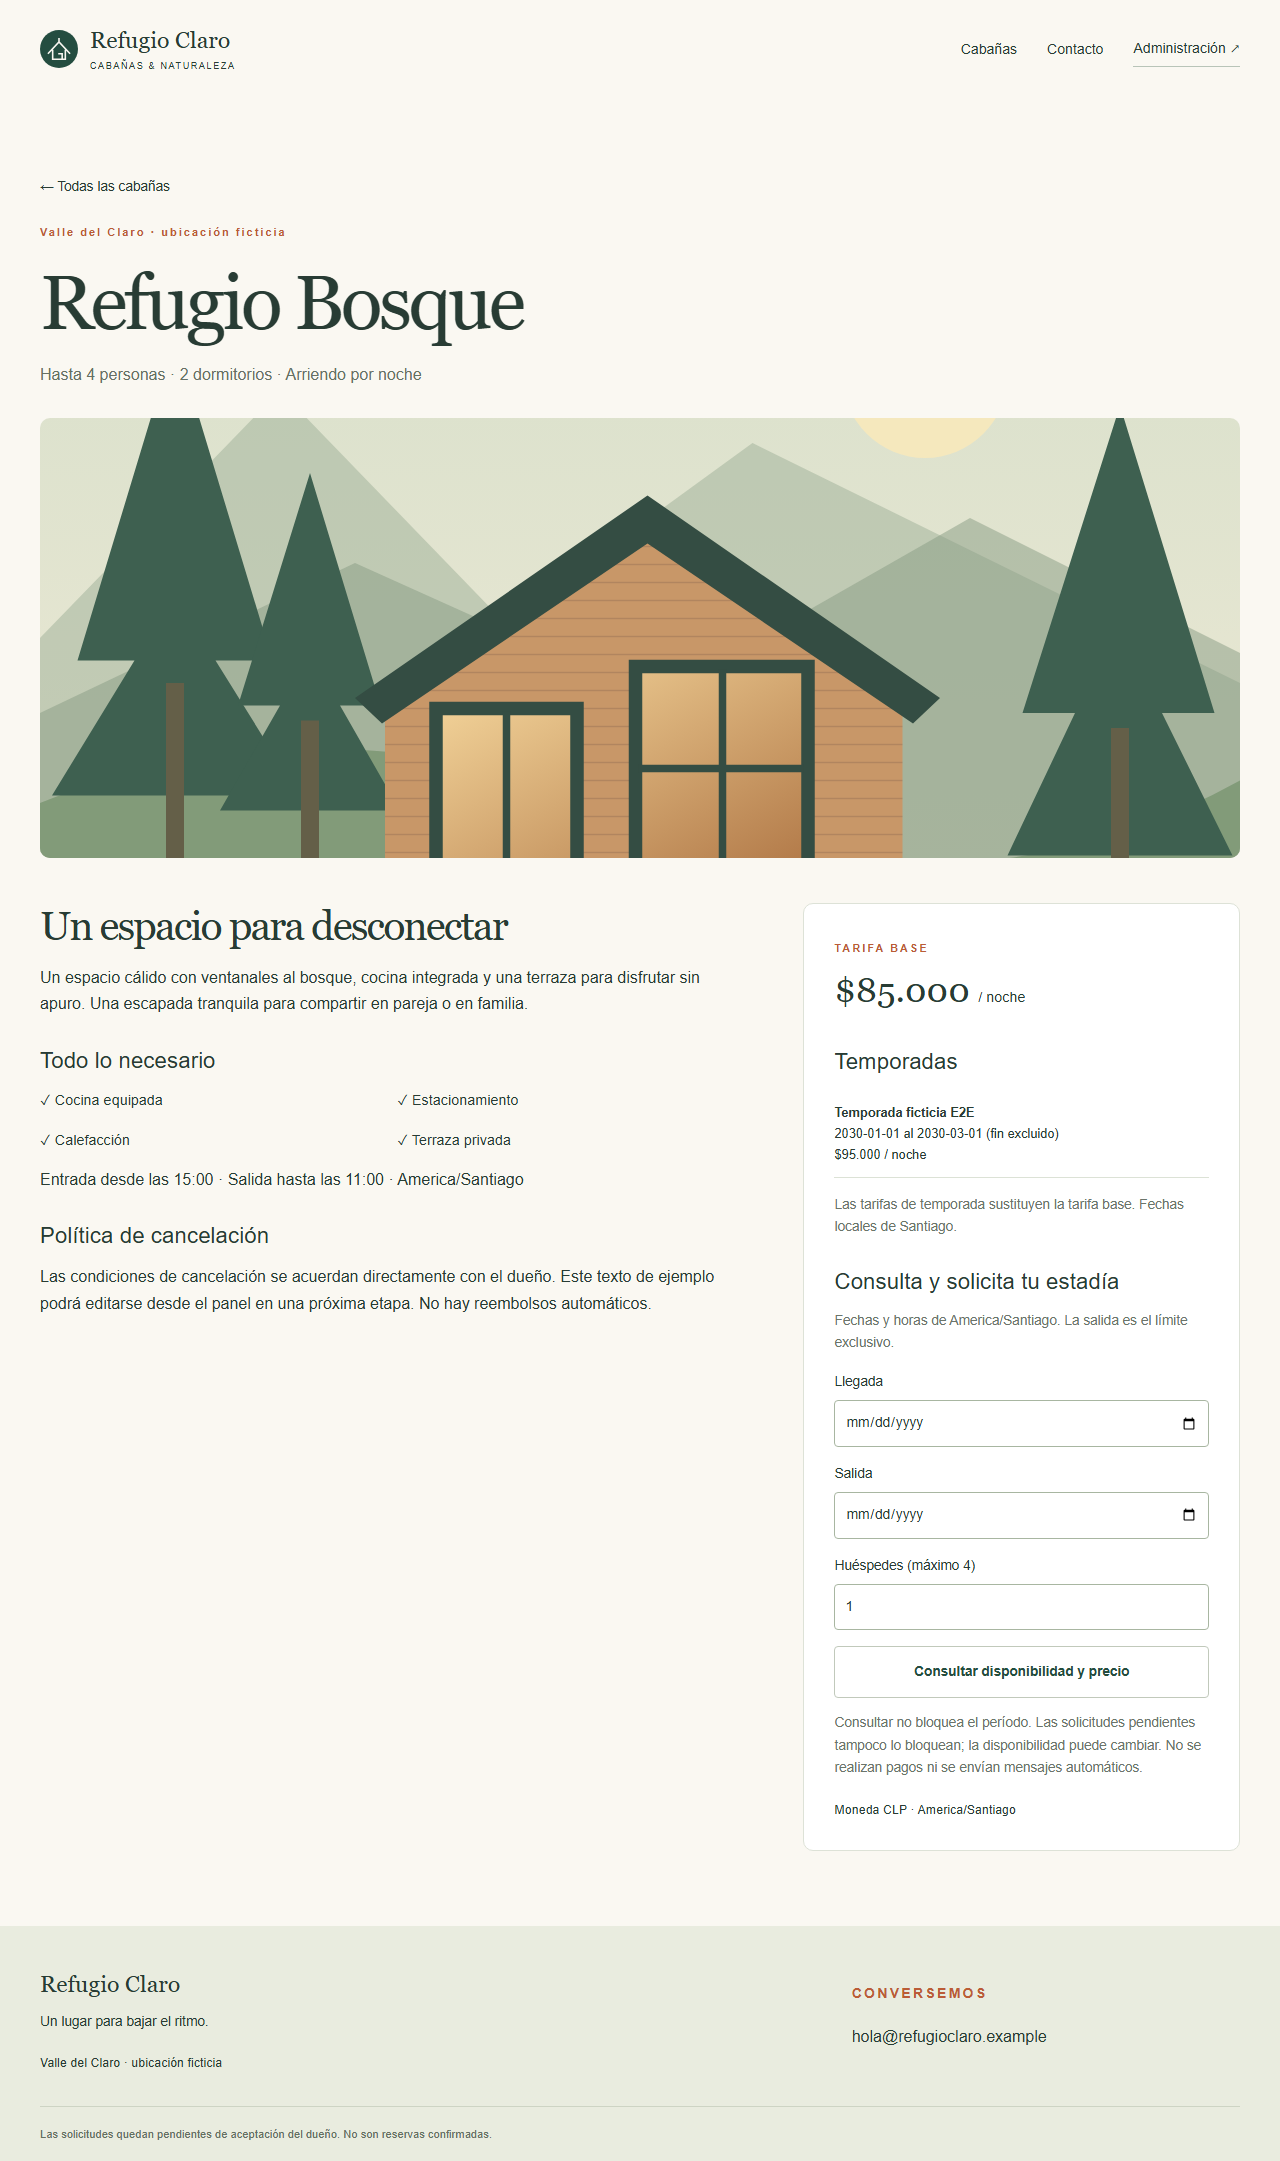 Refugio Claro
CABAÑAS & NATURALEZA
Cabañas
Contacto
Administración ↗
← Todas las cabañas
Valle del Claro · ubicación ficticia
Refugio Bosque
Hasta 4 personas · 2 dormitorios · Arriendo por noche
Un espacio para desconectar
Un espacio cálido con ventanales al bosque, cocina integrada y una terraza para disfrutar sin
apuro. Una escapada tranquila para compartir en pareja o en familia.
Todo lo necesario
✓ Cocina equipada
✓ Estacionamiento
✓ Calefacción
✓ Terraza privada
Entrada desde las 15:00 · Salida hasta las 11:00 · America/Santiago
Política de cancelación
Las condiciones de cancelación se acuerdan directamente con el dueño. Este texto de ejemplo
podrá editarse desde el panel en una próxima etapa. No hay reembolsos automáticos.
TARIFA BASE
$85.000 / noche
Temporadas
Temporada ficticia E2E
2030-01-01 al 2030-03-01 (fin excluido)
$95.000 / noche
Las tarifas de temporada sustituyen la tarifa base. Fechas
locales de Santiago.
Consulta y solicita tu estadía
Fechas y horas de America/Santiago. La salida es el límite
exclusivo.
Llegada
mm/dd/yyyy
Salida
mm/dd/yyyy
Huéspedes (máximo 4)
1
Consultar disponibilidad y precio
Consultar no bloquea el período. Las solicitudes pendientes
tampoco lo bloquean; la disponibilidad puede cambiar. No se
realizan pagos ni se envían mensajes automáticos.
Moneda CLP · America/Santiago
Refugio Claro
Un lugar para bajar el ritmo.
Valle del Claro · ubicación ficticia
CONVERSEMOS
hola@refugioclaro.example
Las solicitudes quedan pendientes de aceptación del dueño. No son reservas confirmadas.